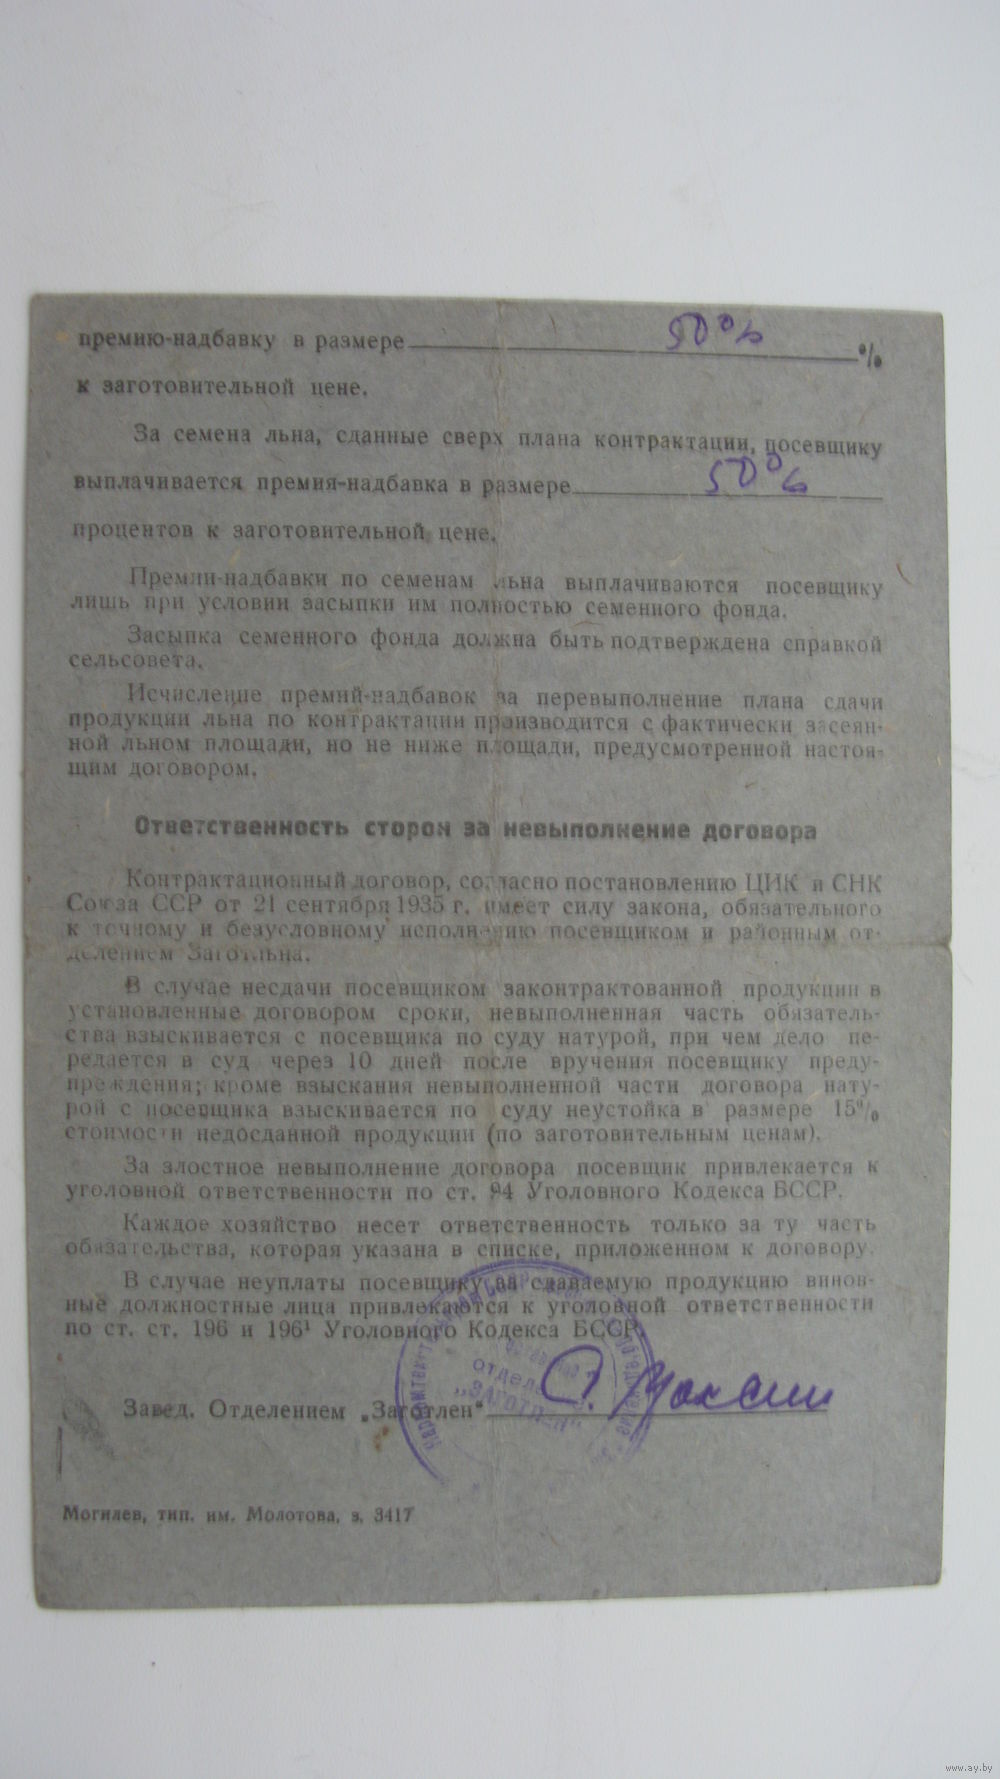 премию-надбавку в размере 50% %
к заготовительной цене.
За семена льна, сданные сверх плана контрактации, посевщику
выплачивается премия-надбавка в размере 50%
процентов к заготовительной цене.
Премии-надбавки по семенам льна выплачиваются посевщику
лишь при условии засыпки им полностью семенного фонда.
Засыпка семенного фонда должна быть подтверждена справкой
сельсовета.
Исчисление премий-надбавок за перевыполнение плана сдачи
продукции льна по контрактации производится с фактически засеян-
ной льном площади, но не ниже площади, предусмотренной настоя-
щим договором.
Ответственность сторон за невыполнение договора
Контрактационный договор, согласно постановлению ЦИК и СНК
Союза ССР от 21 сентября 1935 г. имеет силу закона, обязательного
к точному и безусловному исполнению посевщиком и районным от-
делением Заготльна.
В случае несдачи посевщиком законтрактованной продукции в
установленные договором сроки, невыполненная часть обязатель-
ства взыскивается с посевщика по суду натурой, при чем дело пе-
редается в суд через 10 дней после вручения посевщику преду-
преждения; кроме взыскания невыполненной части договора нату-
рой с посевщика взыскивается по суду неустойка в размере 15%
стоимости недосданной продукции (по заготовительным ценам).
За злостное невыполнение договора посевщик привлекается к
уголовной ответственности по ст. 94 Уголовного Кодекса БССР.
Каждое хозяйство несет ответственность только за ту часть
обязательства, которая указана в списке, приложенном к договору.
В случае неуплаты посевщику за сдаваемую продукцию винов-
ные должностные лица привлекаются к уголовной ответственности
по ст. ст. 196 и 196¹ Уголовного Кодекса БССР.
отделе
„ЗАГОТЛЕН“
Завед. Отделением „Заготлен“
Могилев, тип. им. Молотова, з. 3417
www.ay.by